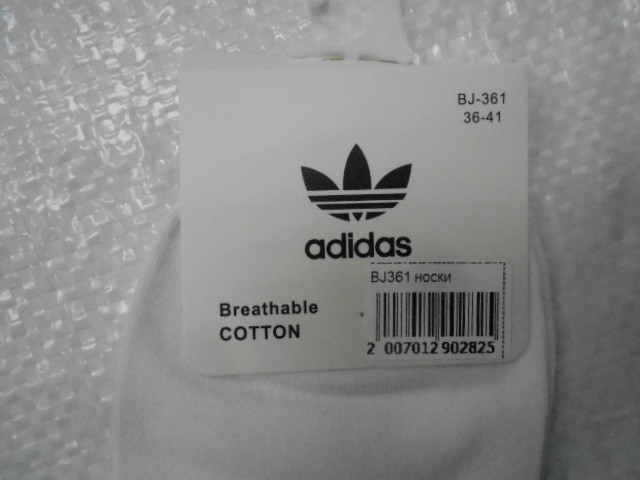 BJ-361
36-41
adidas
BJ361 носки
Breathable
COTTON
2 007012 902825